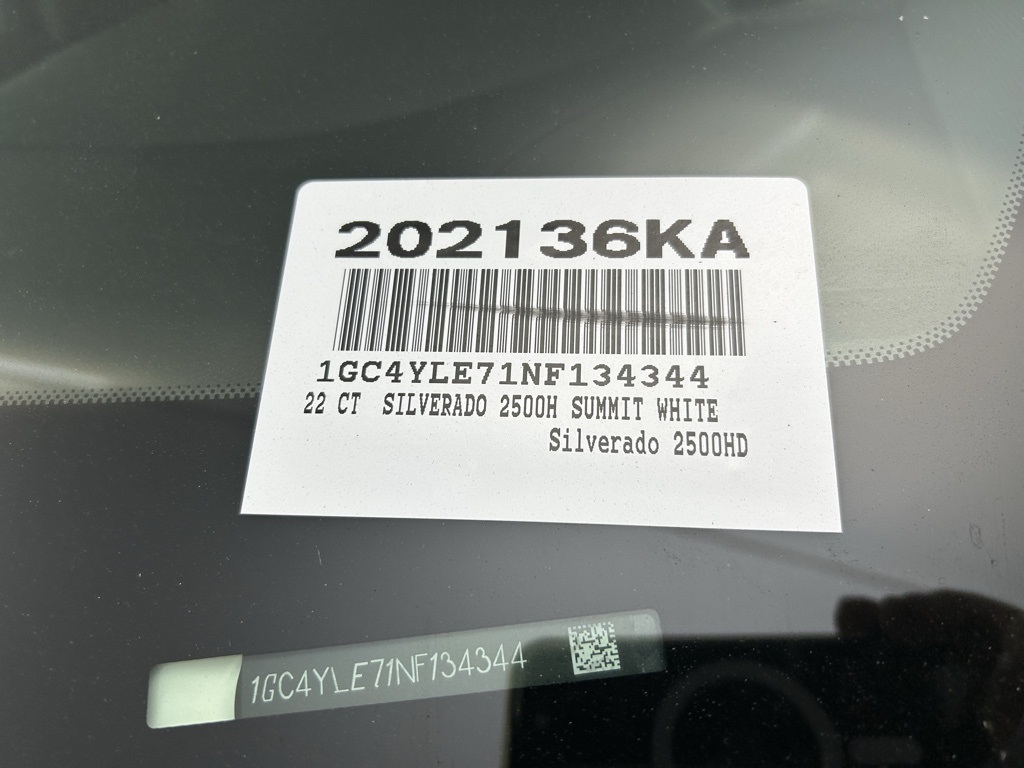 202136KA
1GC4YLE71NF134344
22 CT SILVERADO 2500H SUMMIT WHITE
Silverado 2500HD
1GC4YLE71NF134344